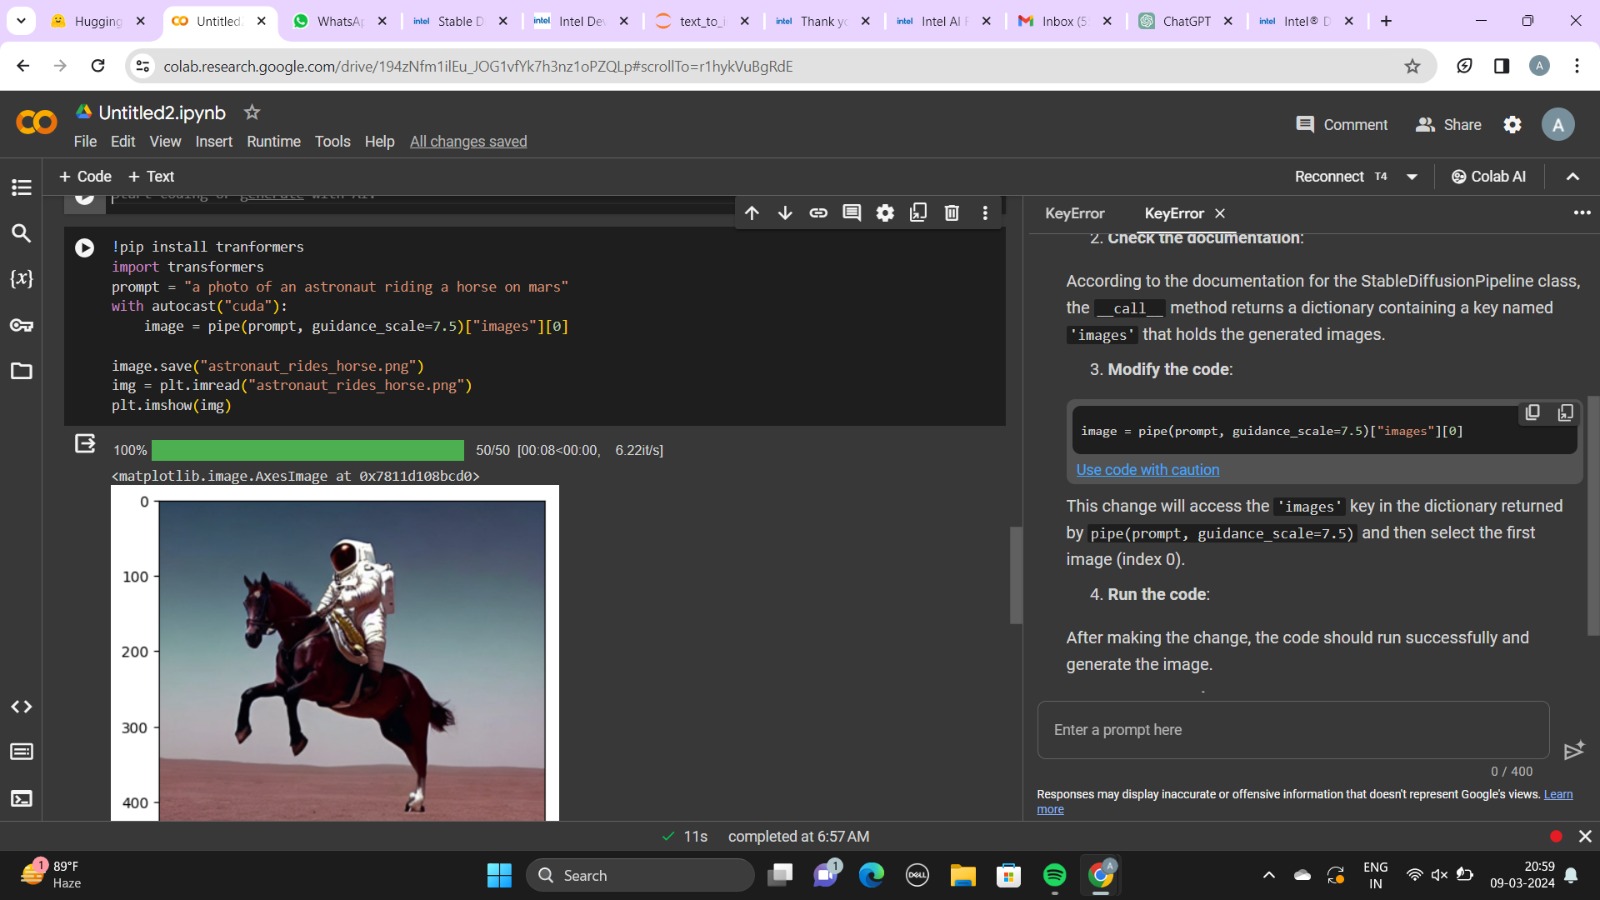 Hugging
Untitled
WhatsA
Stable D
Intel De
text_to_i
Thank yo
Intel AI
Inbox (5
ChatGPT
Intel® D
colab.research.google.com/drive/194zNfm1ilEu_JOG1vfYk7h3nz1oPZQLp#scrollTo=r1hykVuBgRdE
A
Untitled2.ipynb
File Edit View Insert Runtime Tools Help All changes saved
Comment Share A
+ Code + Text
Reconnect T4 Colab AI
start coding or generate with AI.
!pip install tranformers
import transformers
prompt = "a photo of an astronaut riding a horse on mars"
with autocast("cuda"):
    image = pipe(prompt, guidance_scale=7.5)["images"][0]
image.save("astronaut_rides_horse.png")
img = plt.imread("astronaut_rides_horse.png")
plt.imshow(img)
100% 50/50 [00:08<00:00, 6.22it/s]
<matplotlib.image.AxesImage at 0x7811d108bcd0>
0
100
200
300
400
KeyError KeyError
2. Check the documentation:
According to the documentation for the StableDiffusionPipeline class,
the __call__ method returns a dictionary containing a key named
'images' that holds the generated images.
3. Modify the code:
image = pipe(prompt, guidance_scale=7.5)["images"][0]
Use code with caution
This change will access the 'images' key in the dictionary returned
by pipe(prompt, guidance_scale=7.5) and then select the first
image (index 0).
4. Run the code:
After making the change, the code should run successfully and
generate the image.
Enter a prompt here
0 / 400
Responses may display inaccurate or offensive information that doesn't represent Google's views. Learn
more
11s completed at 6:57 AM
1
89°F
Haze
Search
1
DELL
A
ENG
IN
20:59
09-03-2024